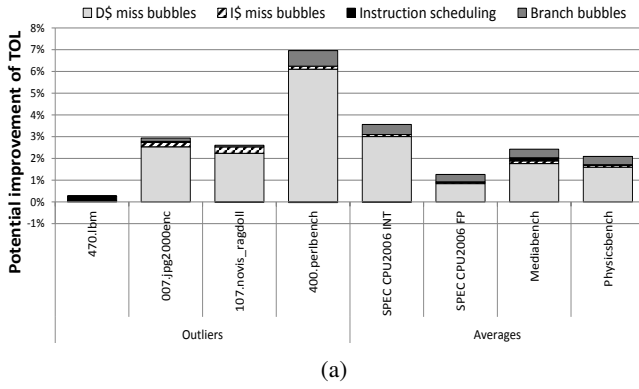 D$ miss bubbles I$ miss bubbles Instruction scheduling Branch bubbles
Potential improvement of TOL
8%
7%
6%
5%
4%
3%
2%
1%
0%
-1%
470.lbm
007.jpg2000enc
107.novis_ragdoll
400.perlbench
SPEC CPU2006 INT
SPEC CPU2006 FP
Mediabench
Physicsbench
Outliers Averages
(a)